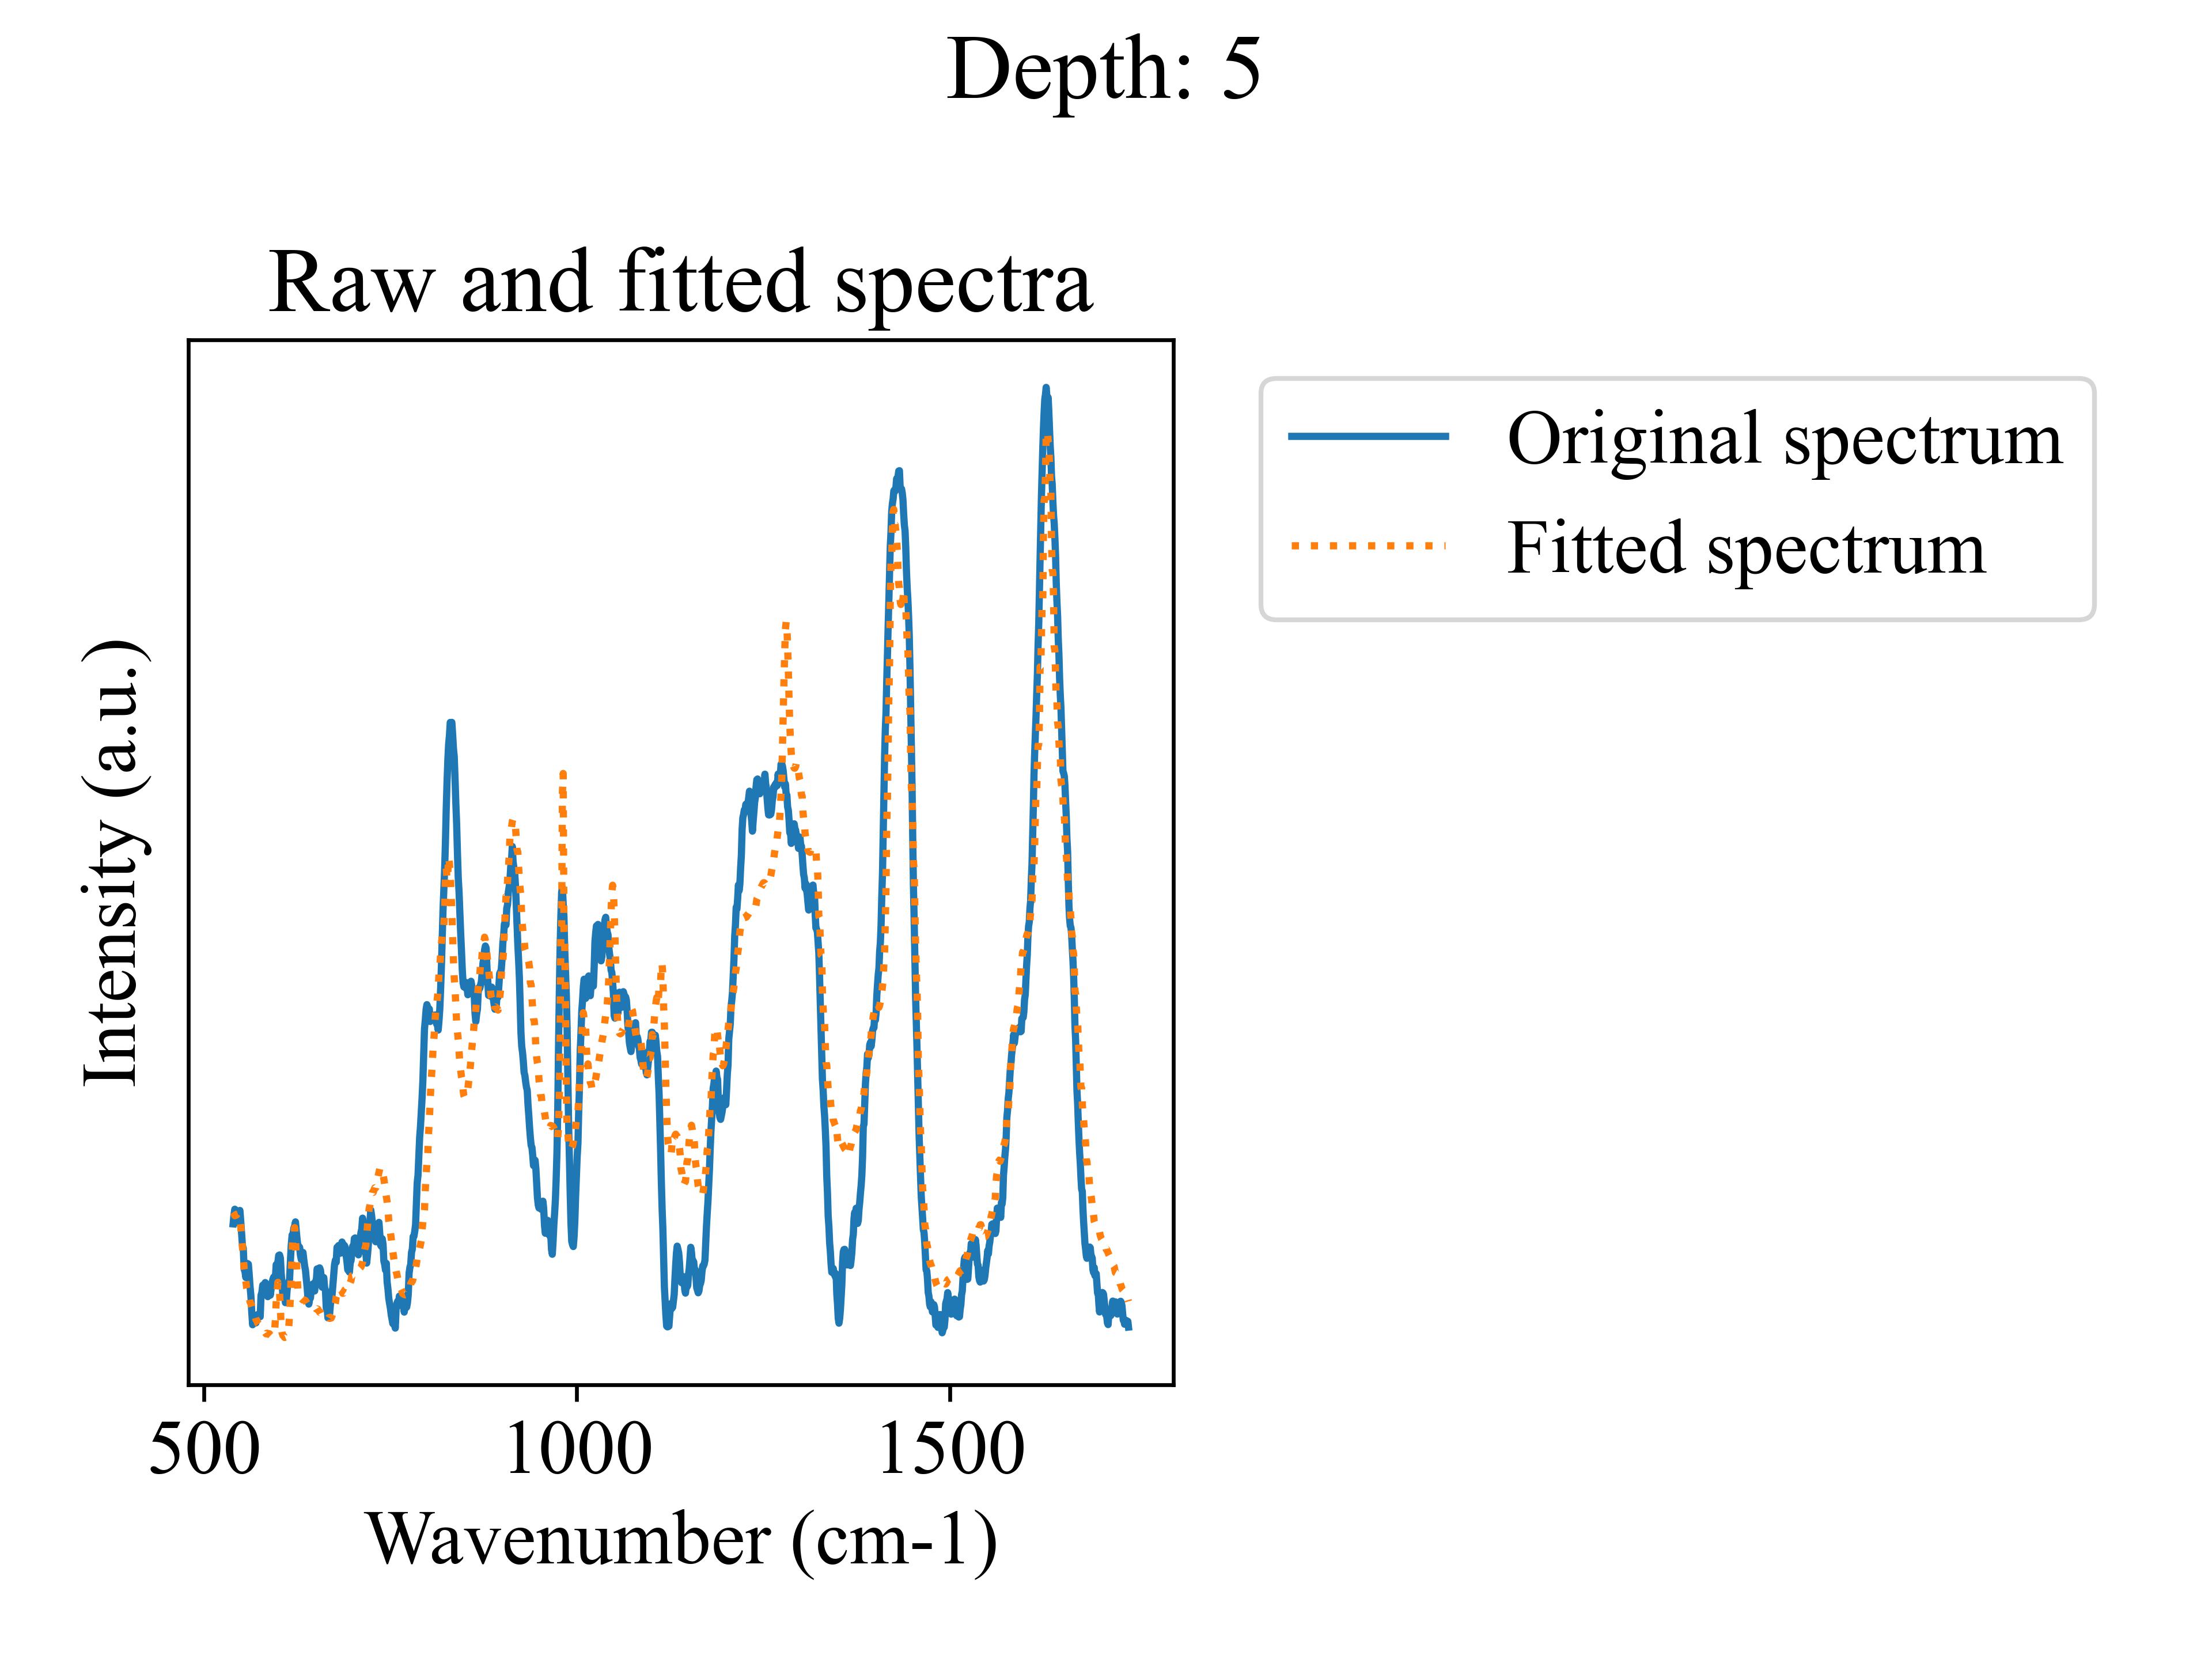 Depth: 5
Raw and fitted spectra
Original spectrum
Fitted spectrum
Intensity (a.u.)
500 1000 1500
Wavenumber (cm-1)